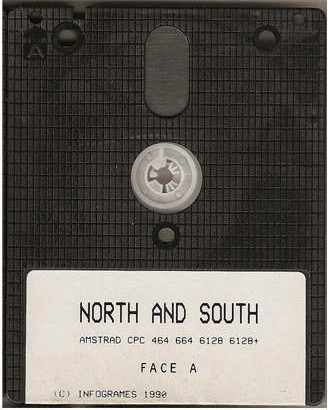 A
NORTH AND SOUTH
AMSTRAD CPC 464 664 6128 6128+
FACE A
(C) INFOGRAMES 1990